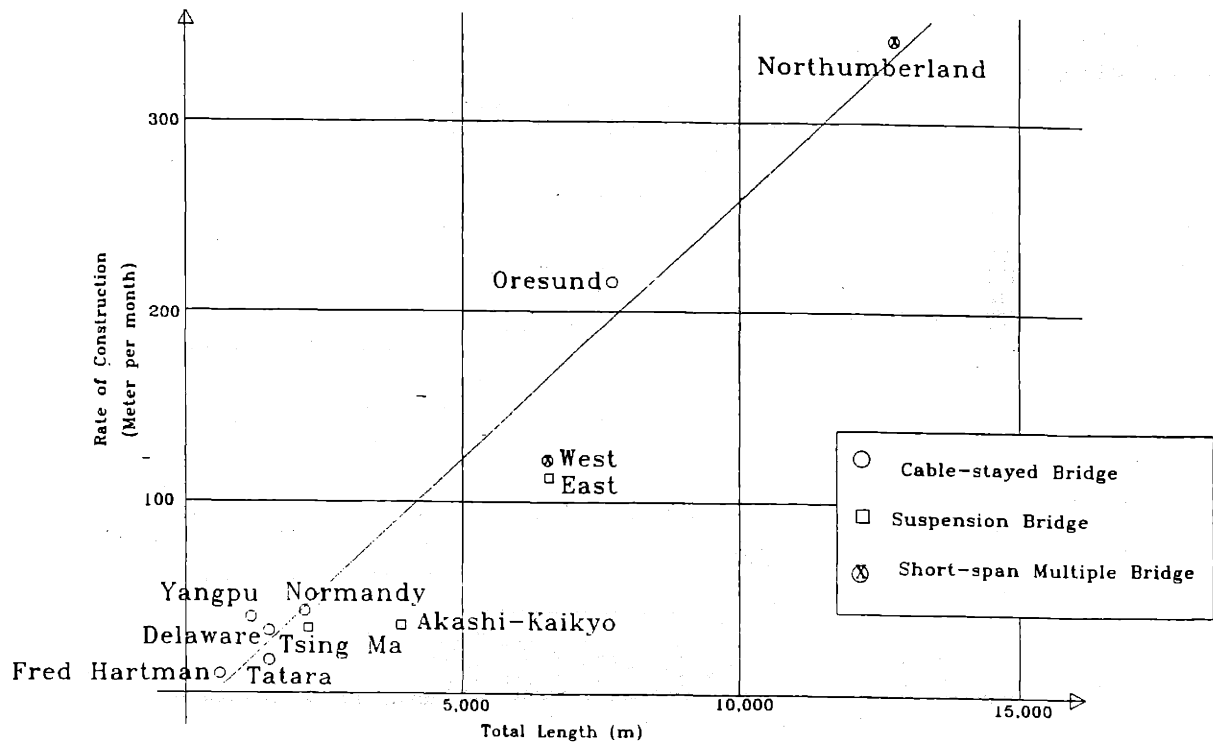 Northumberland
300
Oresund
200
Rate of Construction
(Meter per month)
West
East
100
Cable-stayed Bridge
Suspension Bridge
Short-span Multiple Bridge
Yangpu Normandy
Delaware
Akashi-Kaikyo
Tsing Ma
Fred Hartman
Tatara
5,000
10,000
15,000
Total Length (m)